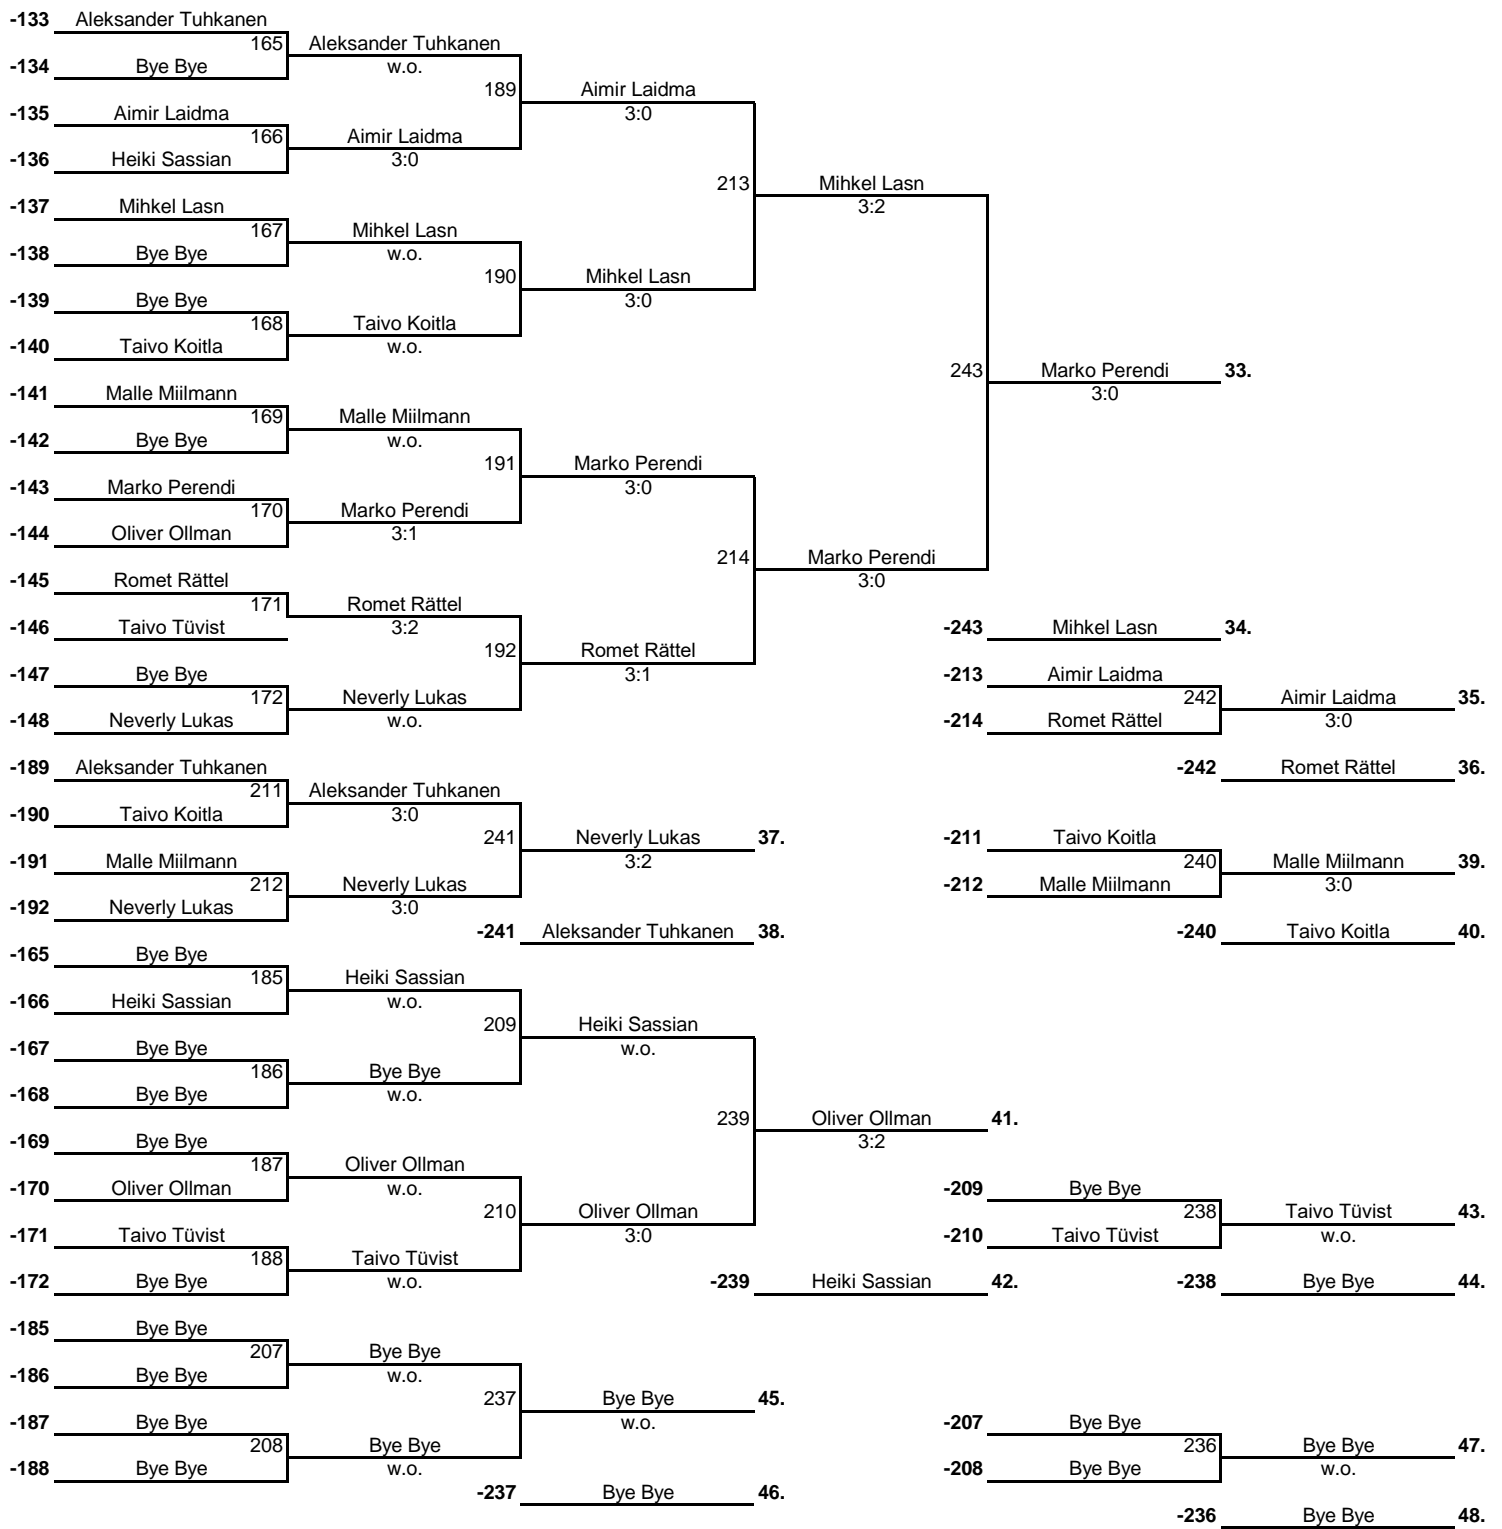 -133 Aleksander Tuhkanen
165 Aleksander Tuhkanen
-134 Bye Bye w.o.
189 Aimir Laidma
-135 Aimir Laidma 3:0
166 Aimir Laidma
-136 Heiki Sassian 3:0
213 Mihkel Lasn
-137 Mihkel Lasn 3:2
167 Mihkel Lasn
-138 Bye Bye w.o.
190 Mihkel Lasn
-139 Bye Bye 3:0
168 Taivo Koitla
-140 Taivo Koitla w.o.
243 Marko Perendi 33.
-141 Malle Miilmann 3:0
169 Malle Miilmann
-142 Bye Bye w.o.
191 Marko Perendi
-143 Marko Perendi 3:0
170 Marko Perendi
-144 Oliver Ollman 3:1
214 Marko Perendi
-145 Romet Rättel 3:0
171 Romet Rättel
-146 Taivo Tüvist 3:2 -243 Mihkel Lasn 34.
192 Romet Rättel
-147 Bye Bye 3:1 -213 Aimir Laidma
172 Neverly Lukas 242 Aimir Laidma 35.
-148 Neverly Lukas w.o. -214 Romet Rättel 3:0
-189 Aleksander Tuhkanen -242 Romet Rättel 36.
211 Aleksander Tuhkanen
-190 Taivo Koitla 3:0
241 Neverly Lukas 37. -211 Taivo Koitla
-191 Malle Miilmann 3:2 240 Malle Miilmann 39.
212 Neverly Lukas -212 Malle Miilmann 3:0
-192 Neverly Lukas 3:0
-241 Aleksander Tuhkanen 38. -240 Taivo Koitla 40.
-165 Bye Bye
185 Heiki Sassian
-166 Heiki Sassian w.o.
209 Heiki Sassian
-167 Bye Bye w.o.
186 Bye Bye
-168 Bye Bye w.o.
239 Oliver Ollman 41.
-169 Bye Bye 3:2
187 Oliver Ollman
-170 Oliver Ollman w.o. -209 Bye Bye
210 Oliver Ollman 238 Taivo Tüvist 43.
-171 Taivo Tüvist 3:0 -210 Taivo Tüvist w.o.
188 Taivo Tüvist
-172 Bye Bye w.o. -239 Heiki Sassian 42. -238 Bye Bye 44.
-185 Bye Bye
207 Bye Bye
-186 Bye Bye w.o.
237 Bye Bye 45.
-187 Bye Bye w.o. -207 Bye Bye
208 Bye Bye 236 Bye Bye 47.
-188 Bye Bye w.o. -208 Bye Bye w.o.
-237 Bye Bye 46.
-236 Bye Bye 48.